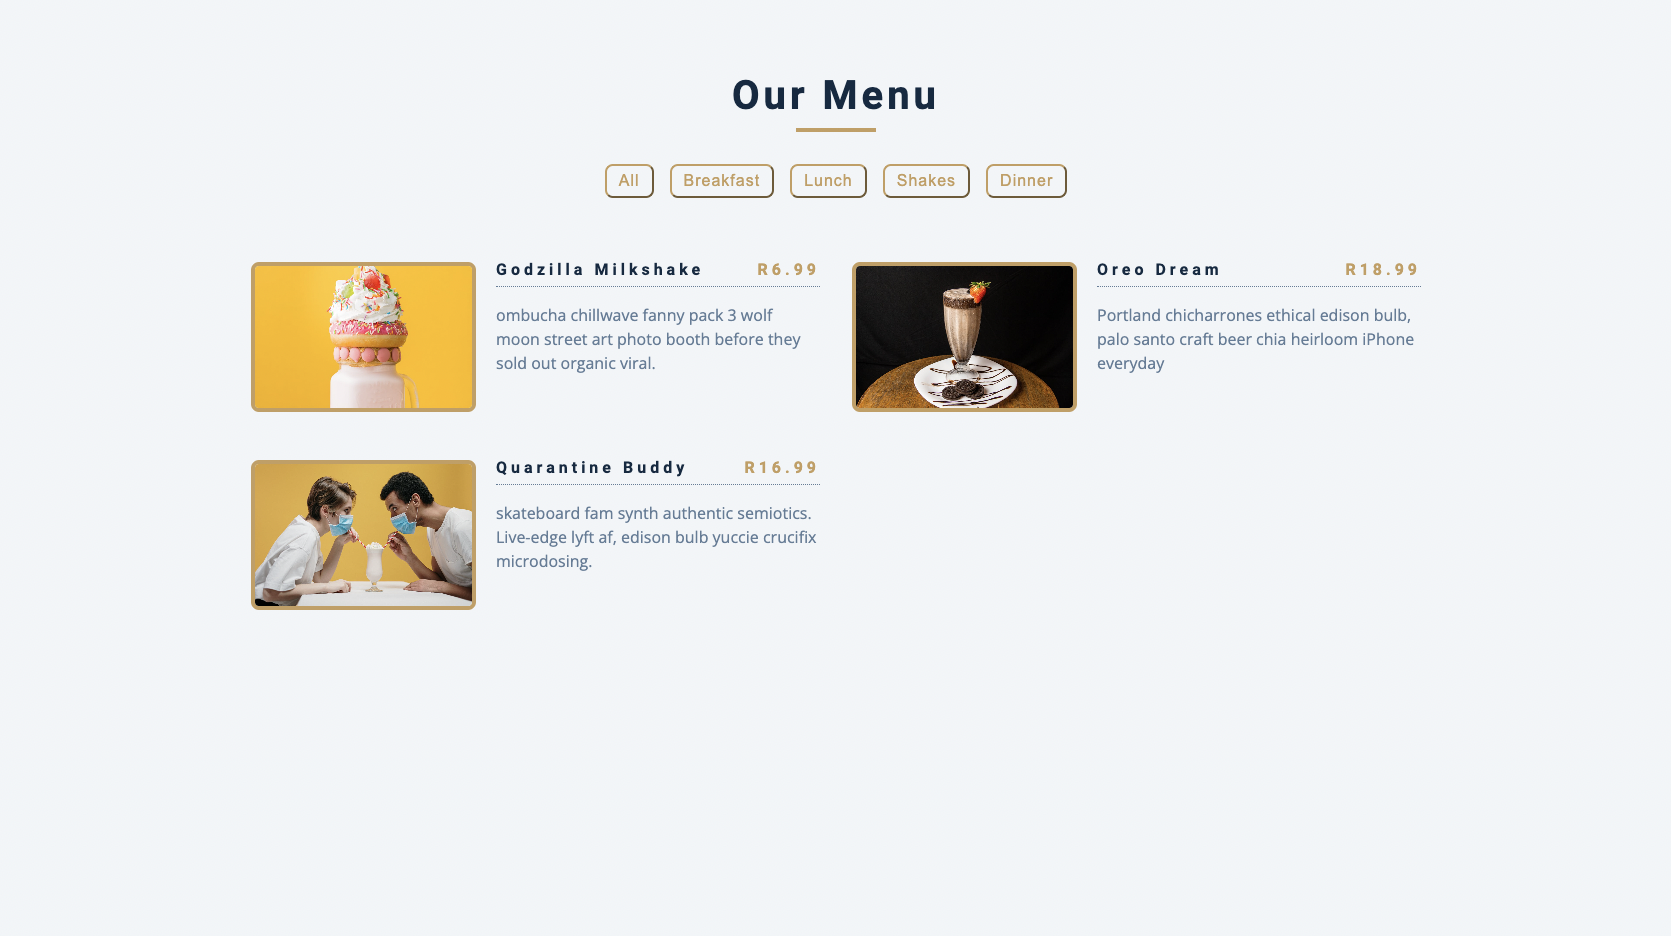 Our Menu
All Breakfast Lunch Shakes Dinner
Godzilla Milkshake R6.99
ombucha chillwave fanny pack 3 wolf
moon street art photo booth before they
sold out organic viral.
Oreo Dream R18.99
Portland chicharrones ethical edison bulb,
palo santo craft beer chia heirloom iPhone
everyday
Quarantine Buddy R16.99
skateboard fam synth authentic semiotics.
Live-edge lyft af, edison bulb yuccie crucifix
microdosing.